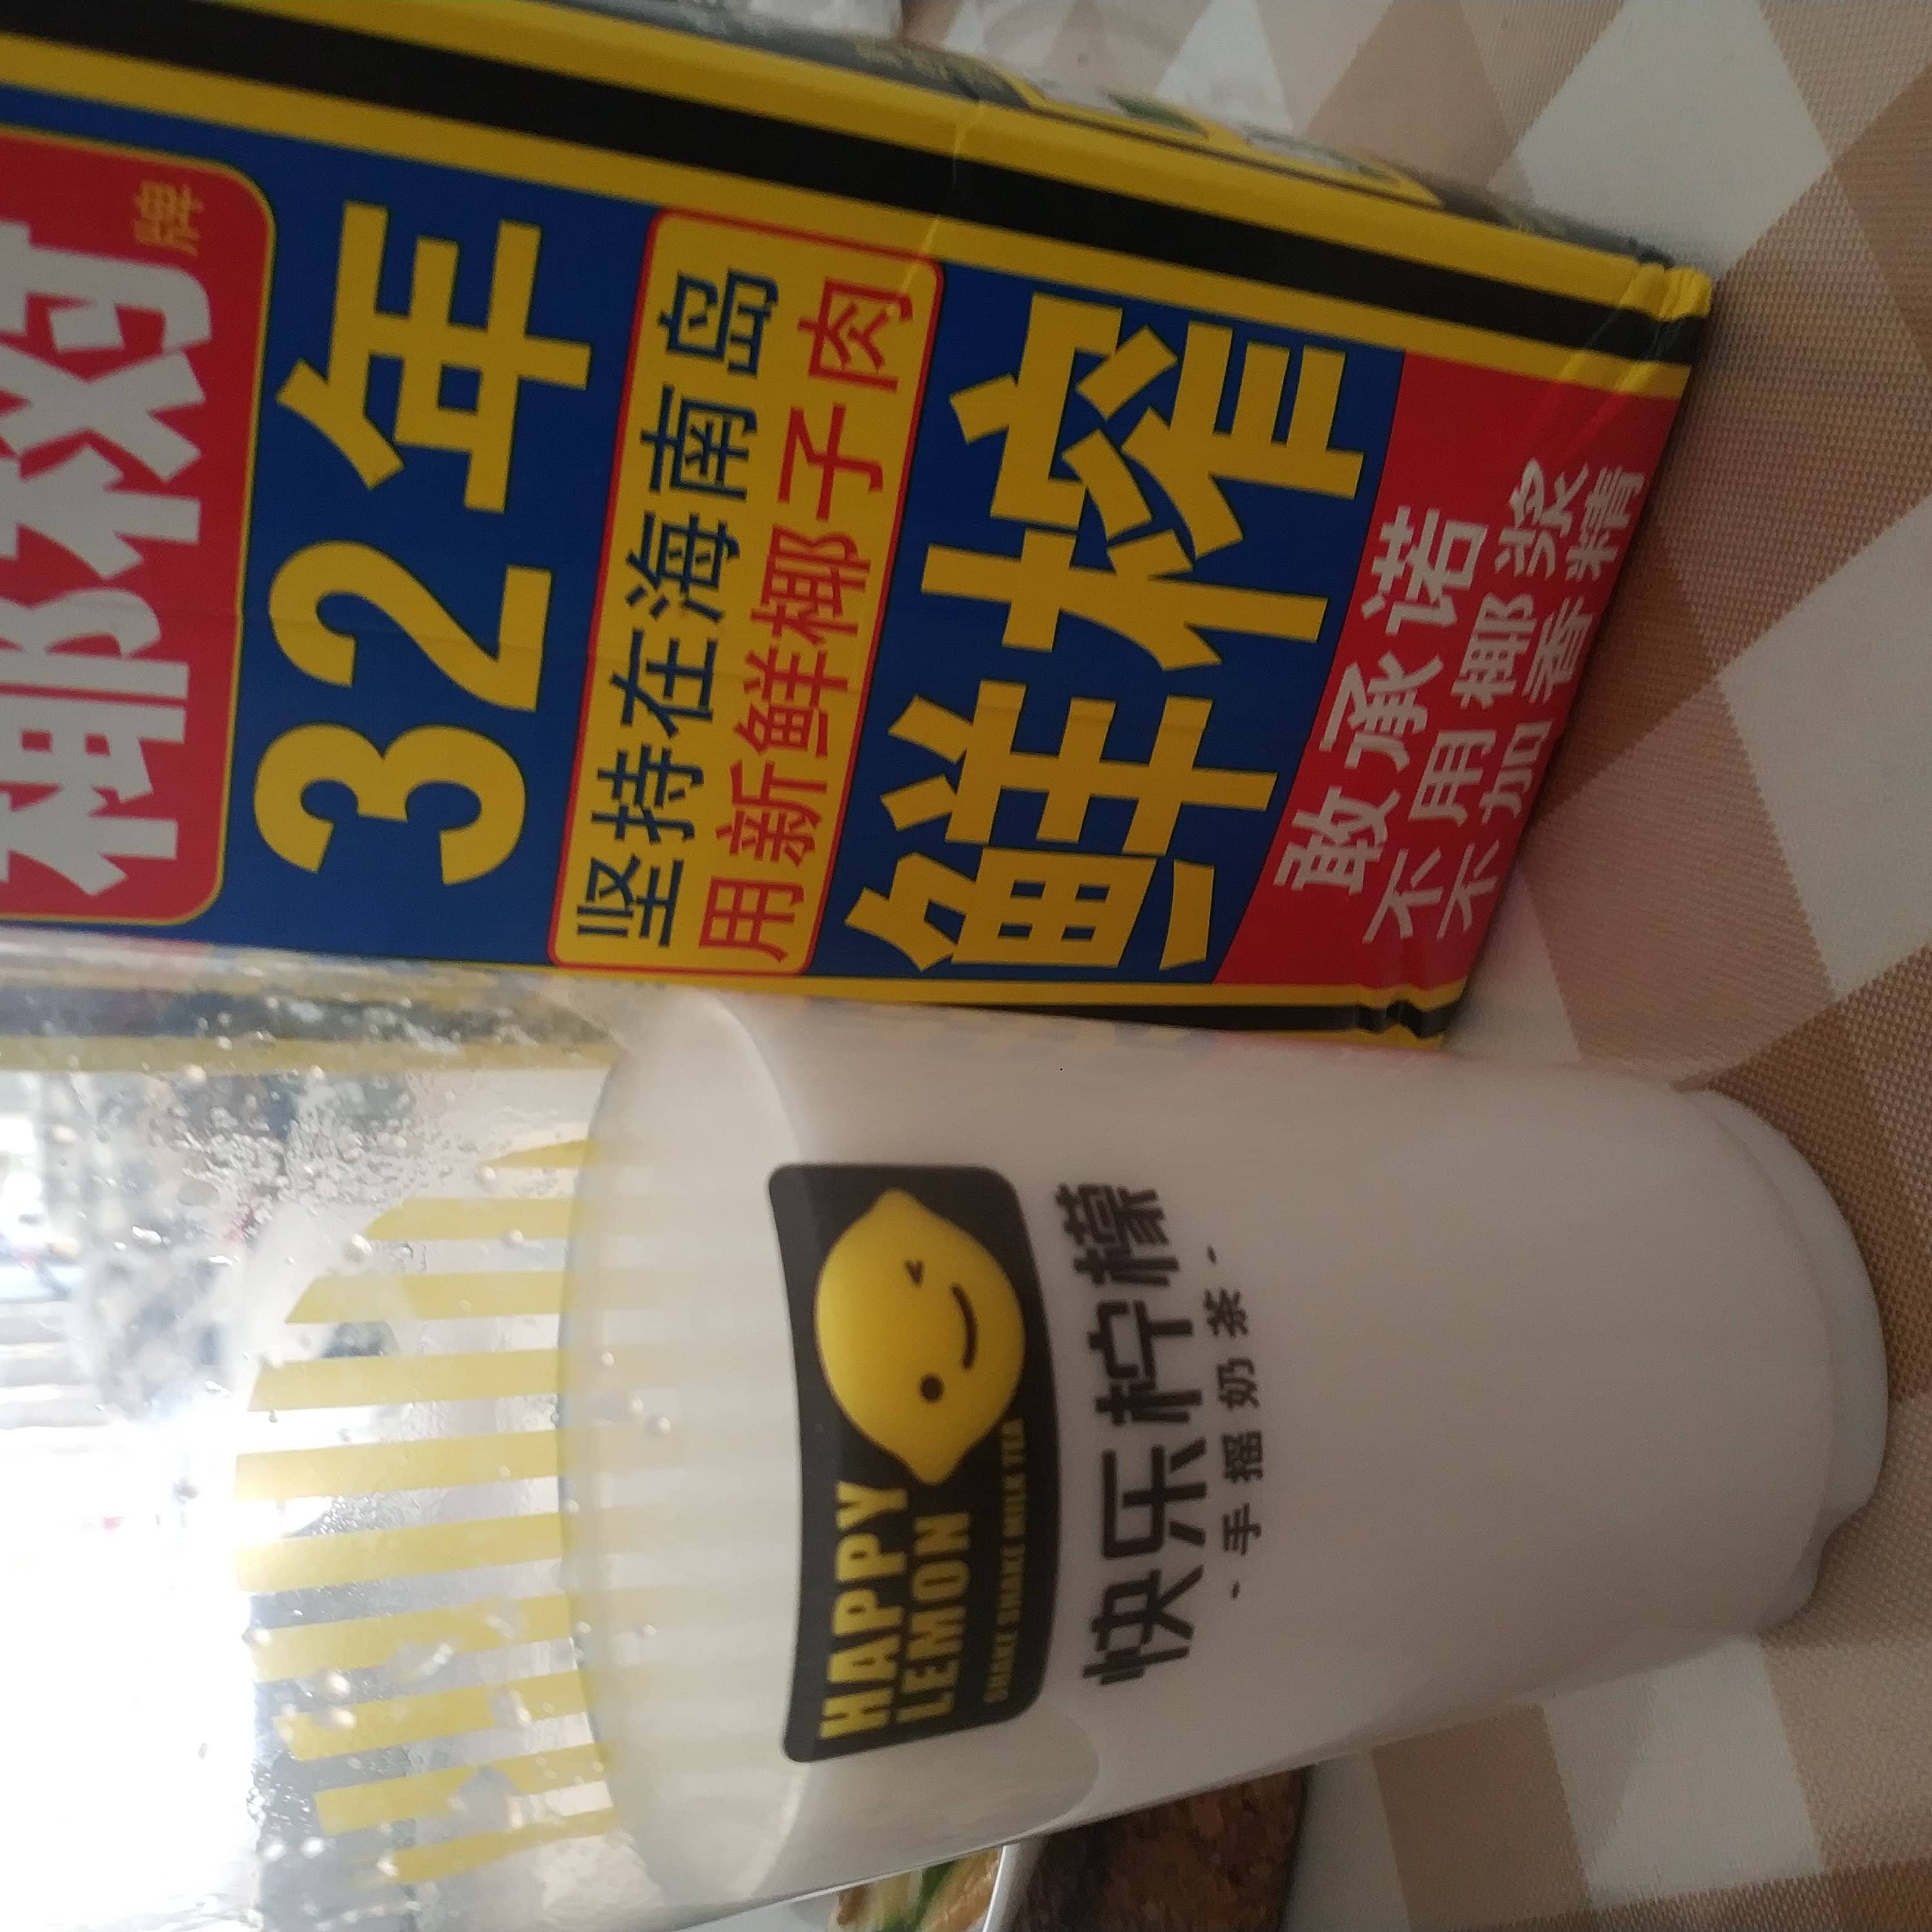 HAPPY
LEMON
SHAKE SHAKE MILK TEA
快乐柠檬
- 手摇奶茶 -
椰树
牌
32年
坚持在海南岛
用新鲜椰子肉
鲜榨
敢承诺
不用椰浆
不加香精